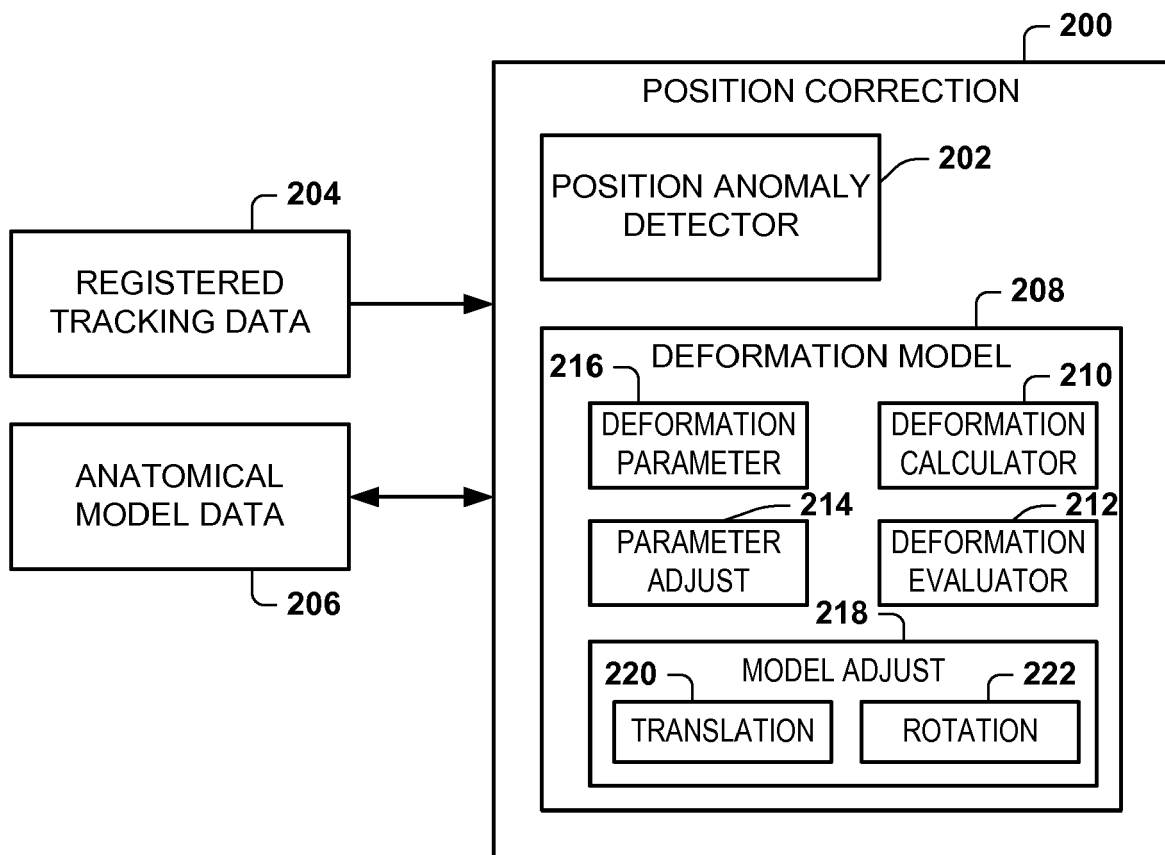 200
POSITION CORRECTION
202
POSITION ANOMALY
DETECTOR
204
REGISTERED
TRACKING DATA
206
ANATOMICAL
MODEL DATA
208
DEFORMATION MODEL
216
DEFORMATION
PARAMETER
210
DEFORMATION
CALCULATOR
214
PARAMETER
ADJUST
212
DEFORMATION
EVALUATOR
218
MODEL ADJUST
220
TRANSLATION
222
ROTATION